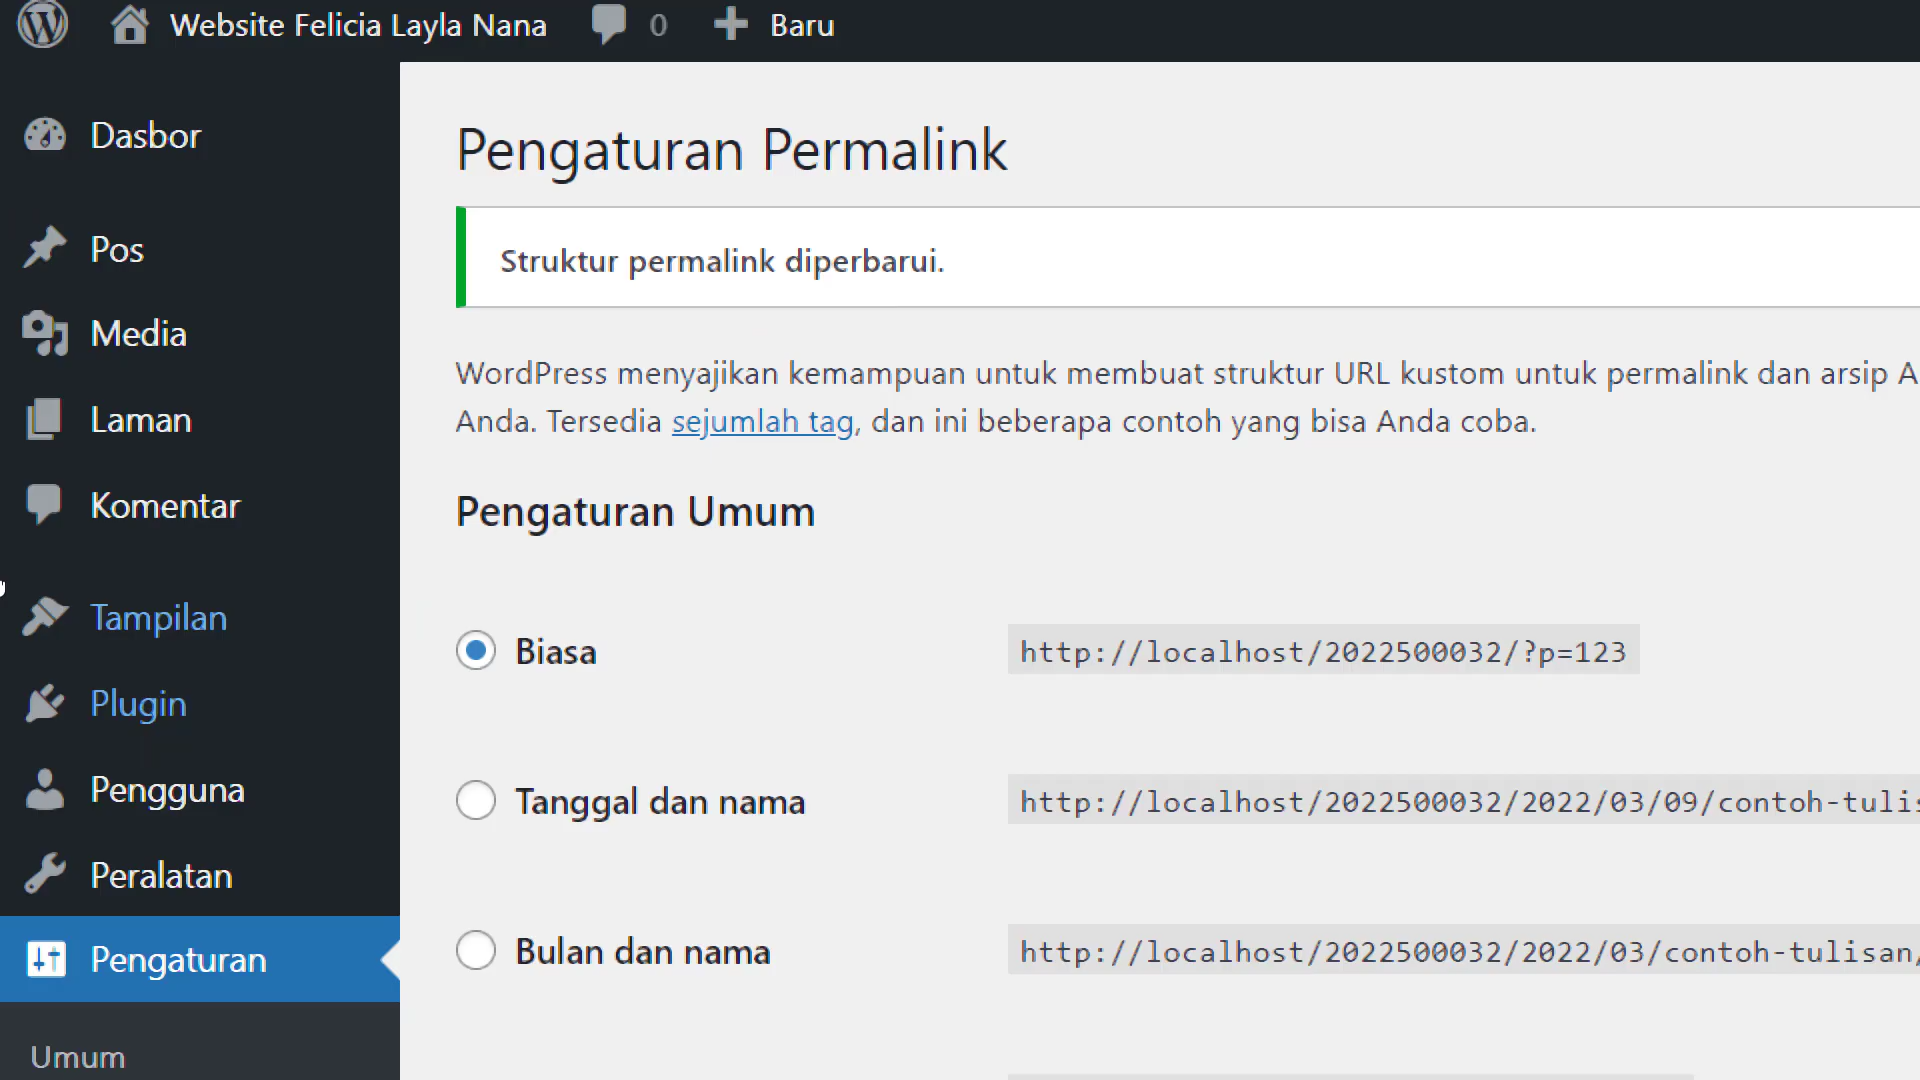 Website Felicia Layla Nana 0 Baru
Dasbor
Pos
Media
Laman
Komentar
Tampilan
Plugin
Pengguna
Peralatan
Pengaturan
Umum
Pengaturan Permalink
Struktur permalink diperbarui.
WordPress menyajikan kemampuan untuk membuat struktur URL kustom untuk permalink dan arsip A
Anda. Tersedia sejumlah tag, dan ini beberapa contoh yang bisa Anda coba.
Pengaturan Umum
Biasa http://localhost/2022500032/?p=123
Tanggal dan nama http://localhost/2022500032/2022/03/09/contoh-tulis
Bulan dan nama http://localhost/2022500032/2022/03/contoh-tulisan/